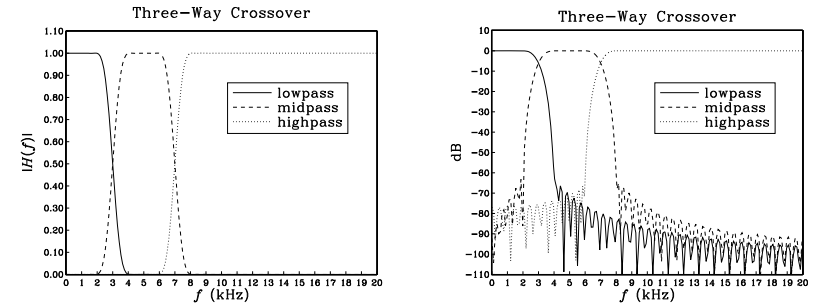 Three-Way Crossover
1.10
1.00
0.90
0.80
0.70
0.60
0.50
0.40
0.30
0.20
0.10
0.00
|H(f)|
lowpass
midpass
highpass
0 1 2 3 4 5 6 7 8 9 10 11 12 13 14 15 16 17 18 19 20
f (kHz)
Three-Way Crossover
10
0
−10
−20
−30
−40
−50
−60
−70
−80
−90
−100
−110
dB
lowpass
midpass
highpass
0 1 2 3 4 5 6 7 8 9 10 11 12 13 14 15 16 17 18 19 20
f (kHz)